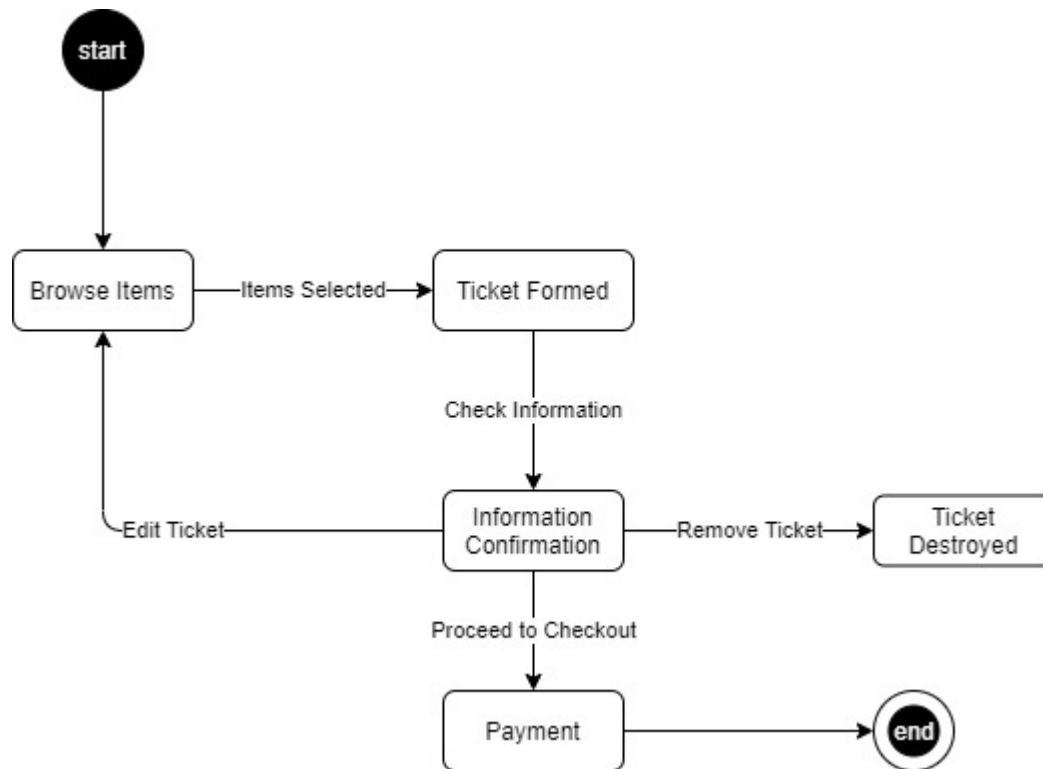 start
Browse Items
Items Selected
Ticket Formed
Check Information
Edit Ticket
Information
Confirmation
Remove Ticket
Ticket
Destroyed
Proceed to Checkout
Payment
end